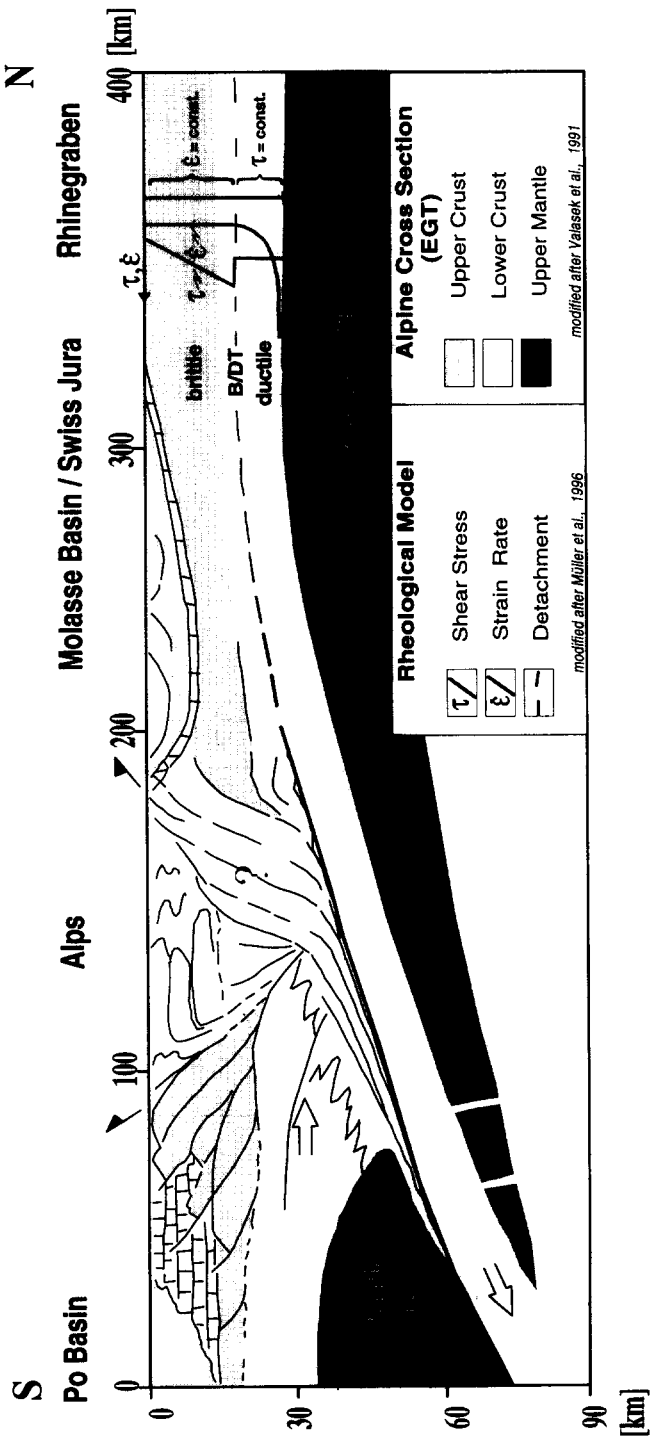 S
N
Po Basin
Alps
Molasse Basin / Swiss Jura
Rhinegraben
0
100
200
300
400
[km]
0
30
60
90
[km]
τ, ε̇
τ
ε̇
ε̇ = const.
τ = const.
brittle
B/DT
ductile
?
Rheological Model
τ Shear Stress
ε̇ Strain Rate
Detachment
modified after Müller et al., 1996
Alpine Cross Section
(EGT)
Upper Crust
Lower Crust
Upper Mantle
modified after Valasek et al., 1991